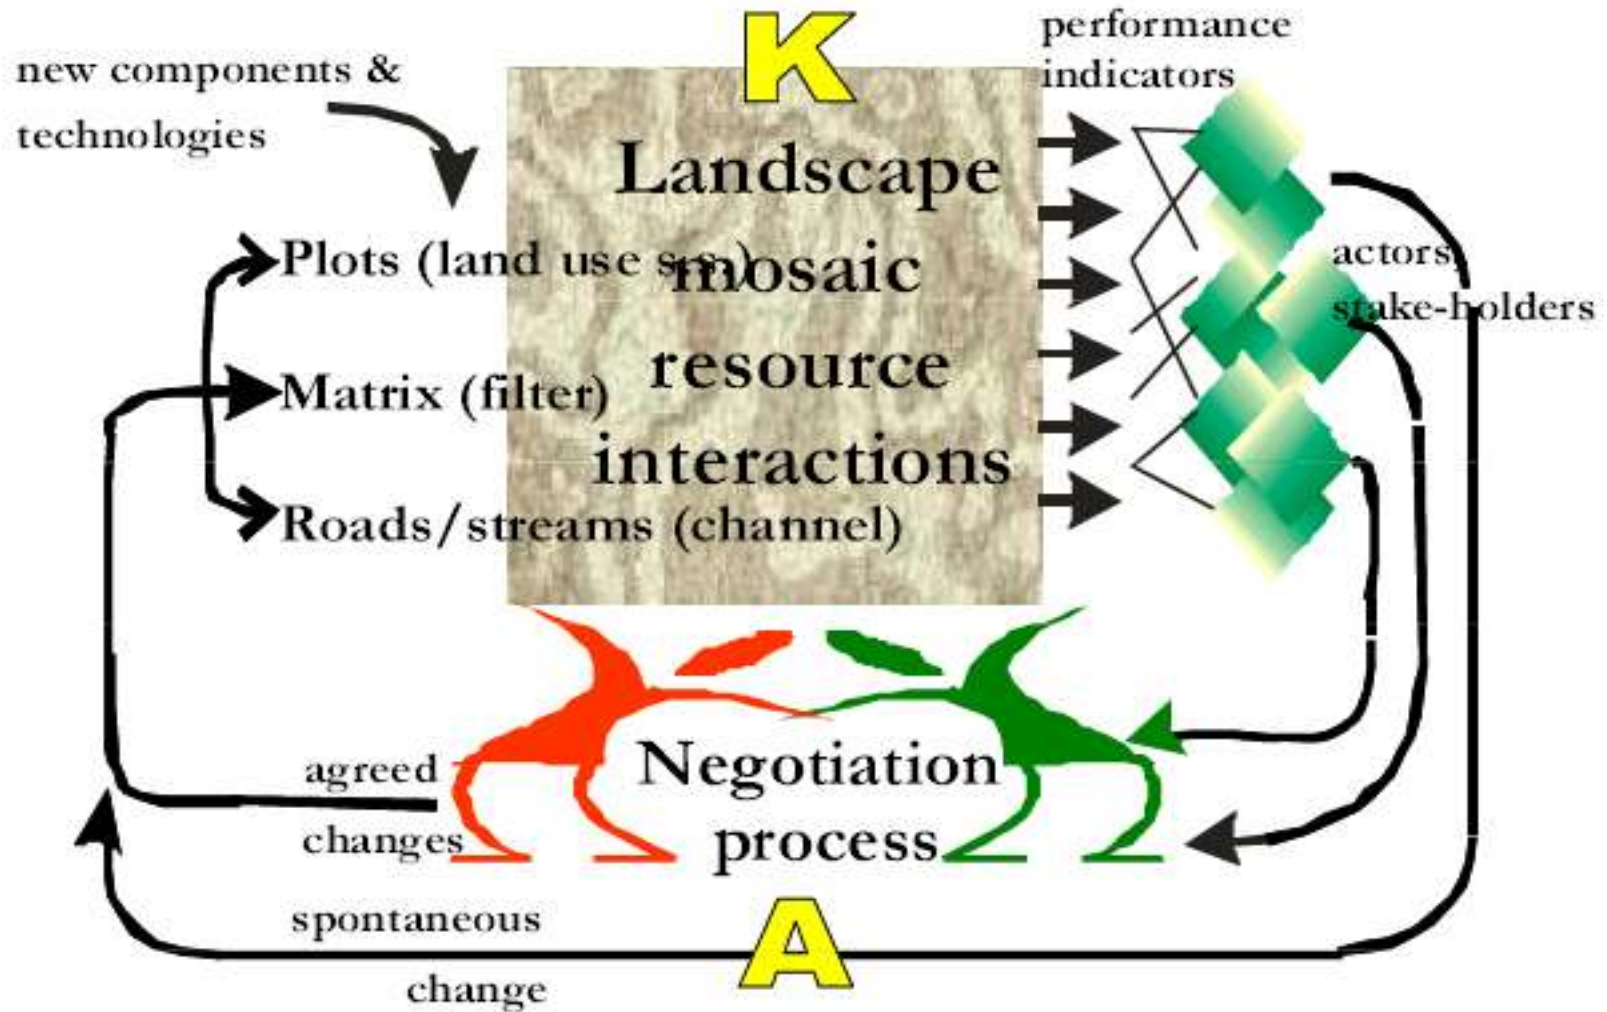 K
performance
indicators
new components &
technologies
Landscape
mosaic
resource
interactions
Plots (land use s.s.)
Matrix (filter)
Roads/streams (channel)
actors,
stake-holders
Negotiation
process
agreed
changes
A
spontaneous
change